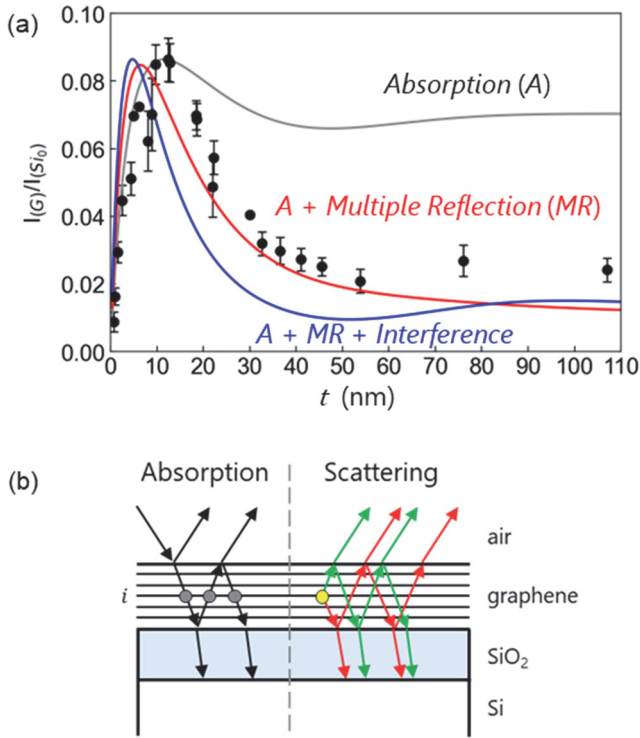 (a)
0.10
0.08
0.06
0.04
0.02
0.00
I(G)/I(Si0)
Absorption (A)
A + Multiple Reflection (MR)
A + MR + Interference
0 10 20 30 40 50 60 70 80 90 100 110
t (nm)
(b)
Absorption Scattering
air
i graphene
SiO2
Si